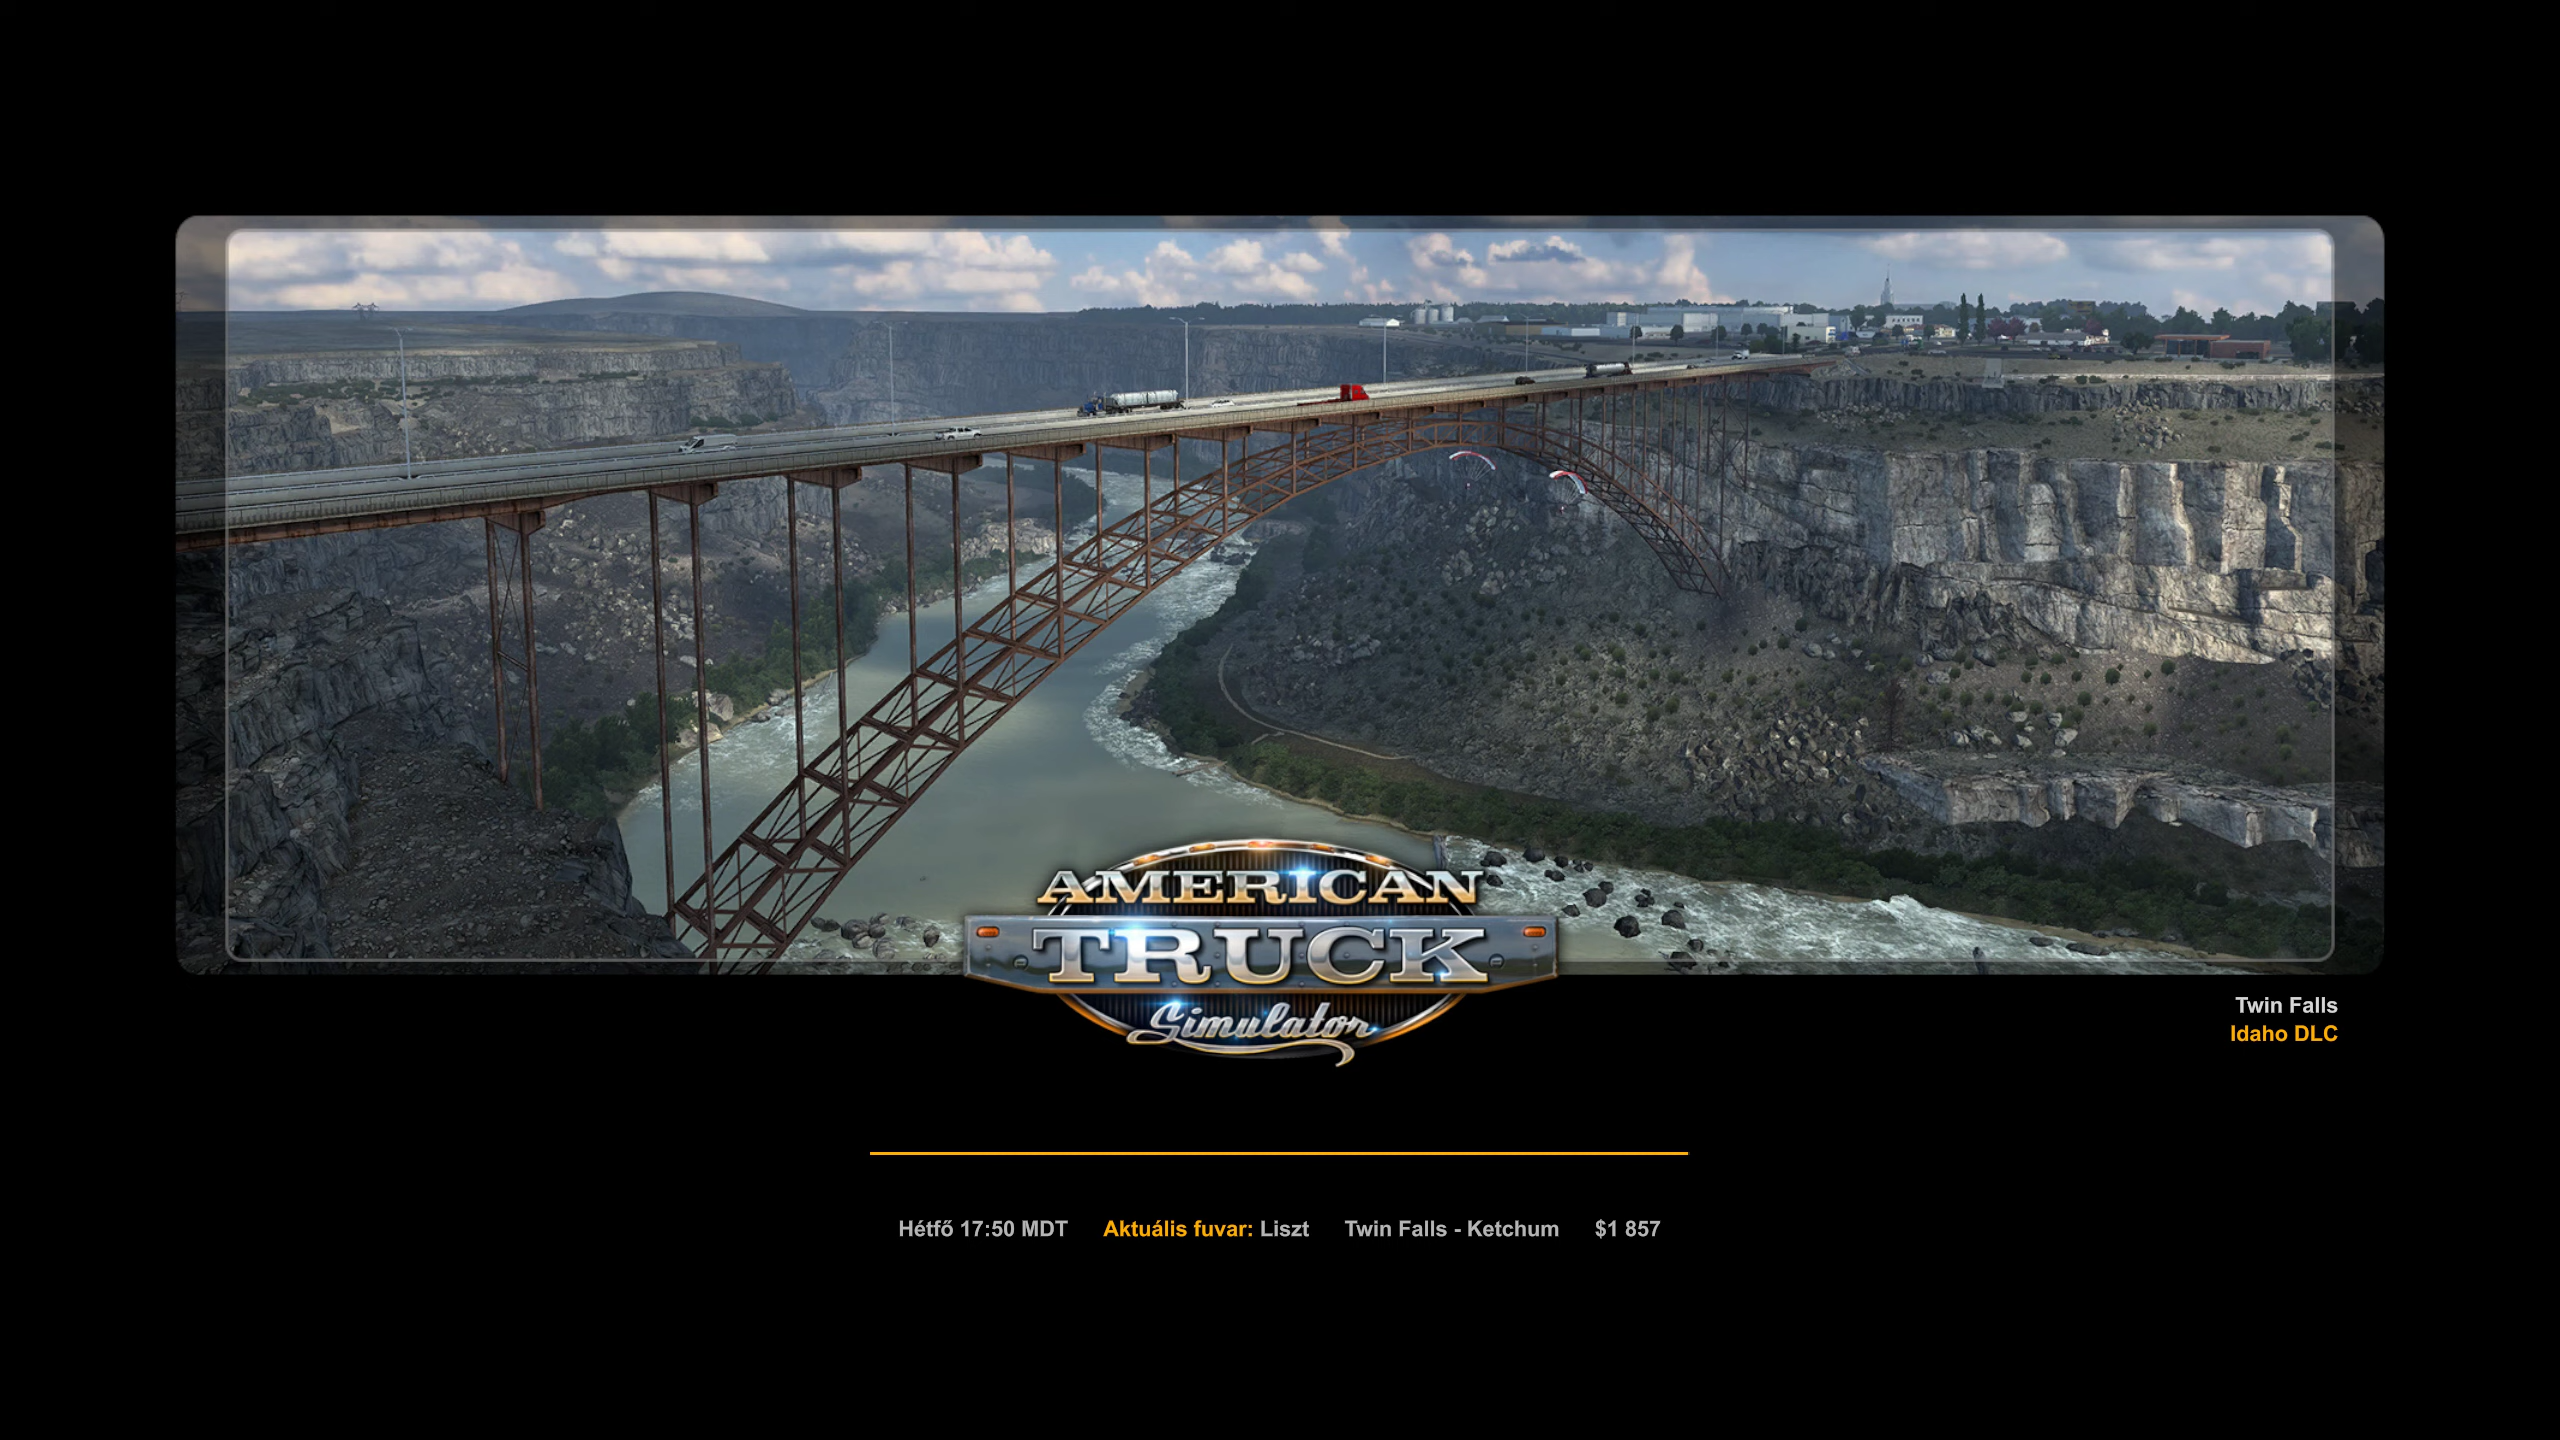 AMERICAN
TRUCK
Simulator
Twin Falls
Idaho DLC
Hétfő 17:50 MDT Aktuális fuvar: Liszt Twin Falls - Ketchum $1 857